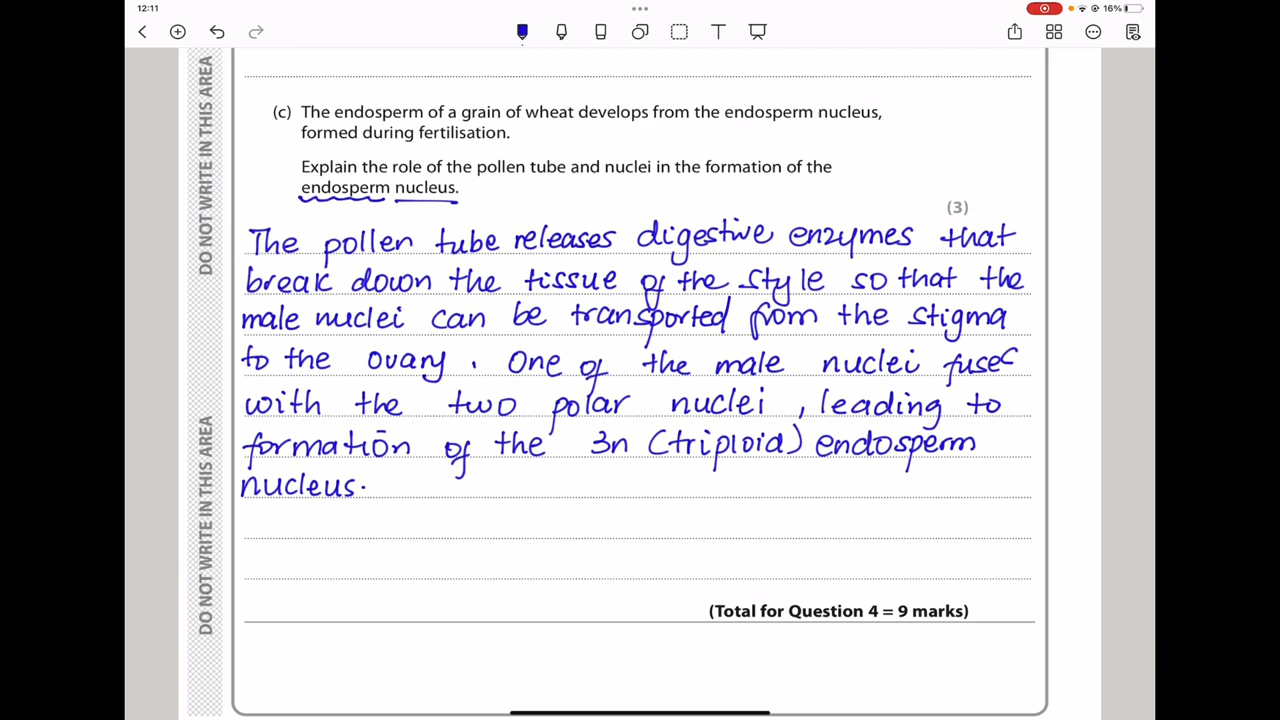 12:11
16%
DO NOT WRITE IN THIS AREA
(c) The endosperm of a grain of wheat develops from the endosperm nucleus,
formed during fertilisation.
Explain the role of the pollen tube and nuclei in the formation of the
endosperm nucleus.
(3)
The pollen tube releases digestive enzymes that
break down the tissue of the style so that the
male nuclei can be transported from the stigma
to the ovary. One of the male nuclei fuses
with the two polar nuclei, leading to
formation of the 3n (triploid) endosperm
nucleus.
DO NOT WRITE IN THIS AREA
(Total for Question 4 = 9 marks)